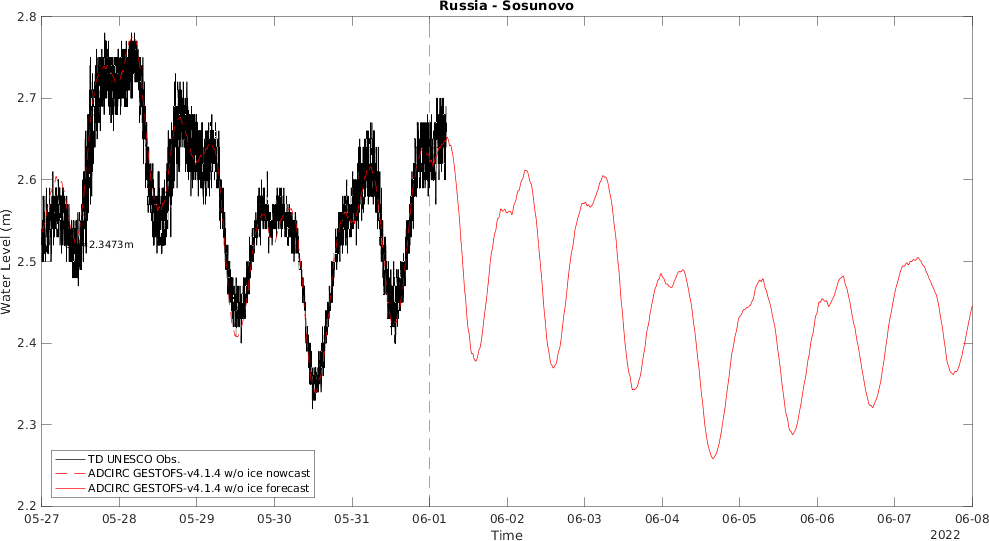 Russia - Sosunovo
2.8
2.7
2.6
2.5
2.4
2.3
2.2
Water Level (m)
2.3473m
TD UNESCO Obs.
ADCIRC GESTOFS-v4.1.4 w/o ice nowcast
ADCIRC GESTOFS-v4.1.4 w/o ice forecast
05-27 05-28 05-29 05-30 05-31 06-01 06-02 06-03 06-04 06-05 06-06 06-07 06-08
Time
2022